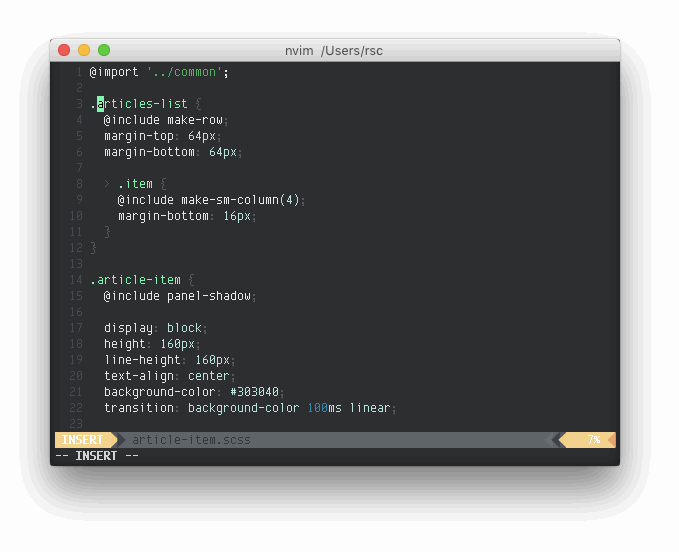 nvim /Users/rsc
1 @import '../common';
2
3 .articles-list {
4 @include make-row;
5 margin-top: 64px;
6 margin-bottom: 64px;
7
8 > .item {
9 @include make-sm-column(4);
10 margin-bottom: 16px;
11 }
12 }
13
14 .article-item {
15 @include panel-shadow;
16
17 display: block;
18 height: 160px;
19 line-height: 160px;
20 text-align: center;
21 background-color: #303040;
22 transition: background-color 100ms linear;
23
INSERT article-item.scss 7%
-- INSERT --